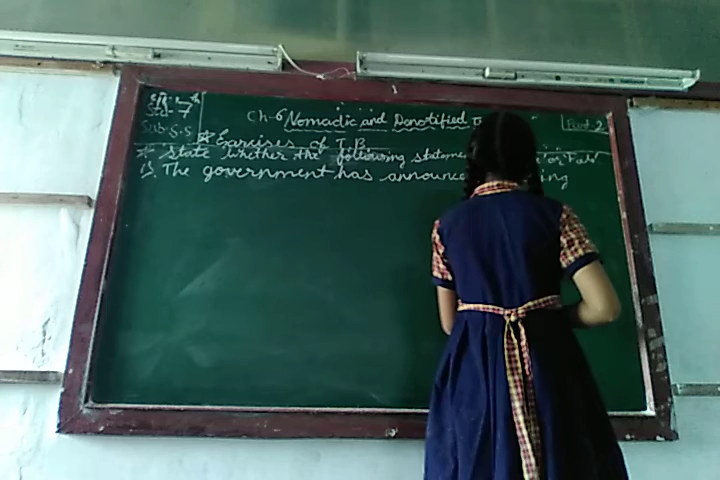 Std-7
Sub-S.S
Ch-6 Nomadic and Denotified
Part-2
* Exercises of T.B.
* State whether the following
1). The government has announce